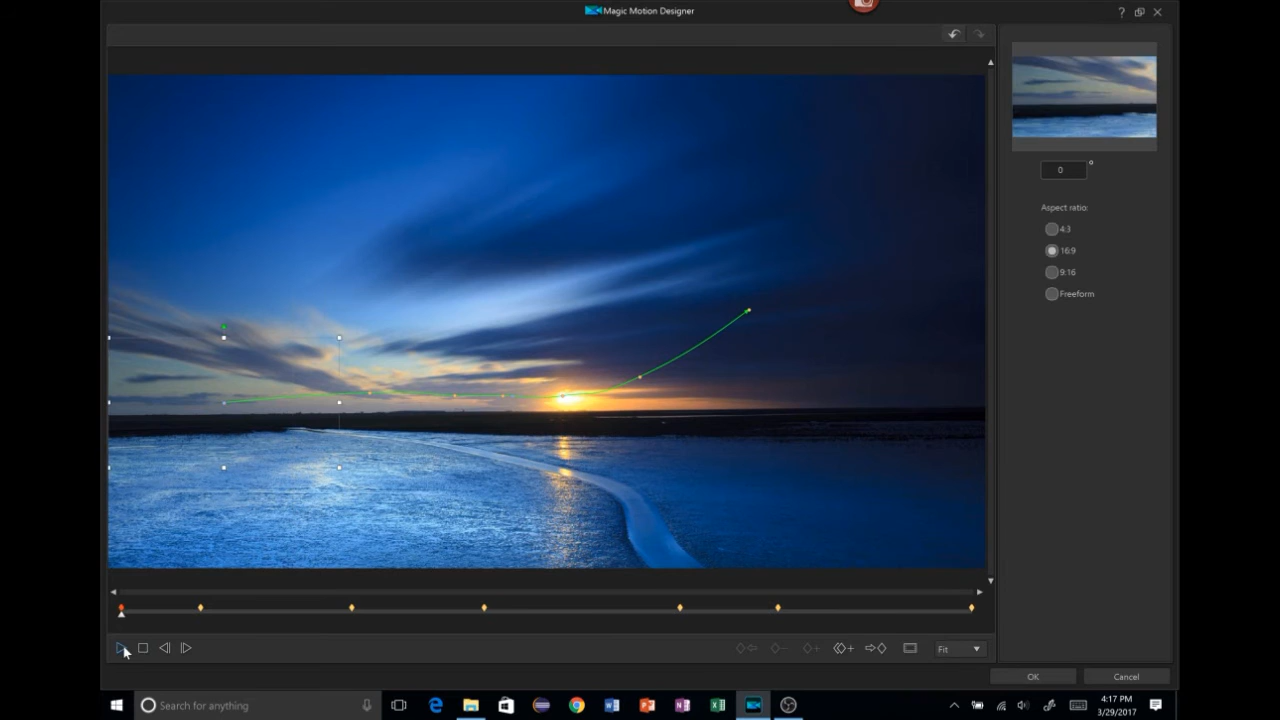 Magic Motion Designer
?
0
Aspect ratio:
4:3
16:9
9:16
Freeform
Fit
OK
Cancel
Search for anything
4:17 PM
3/29/2017